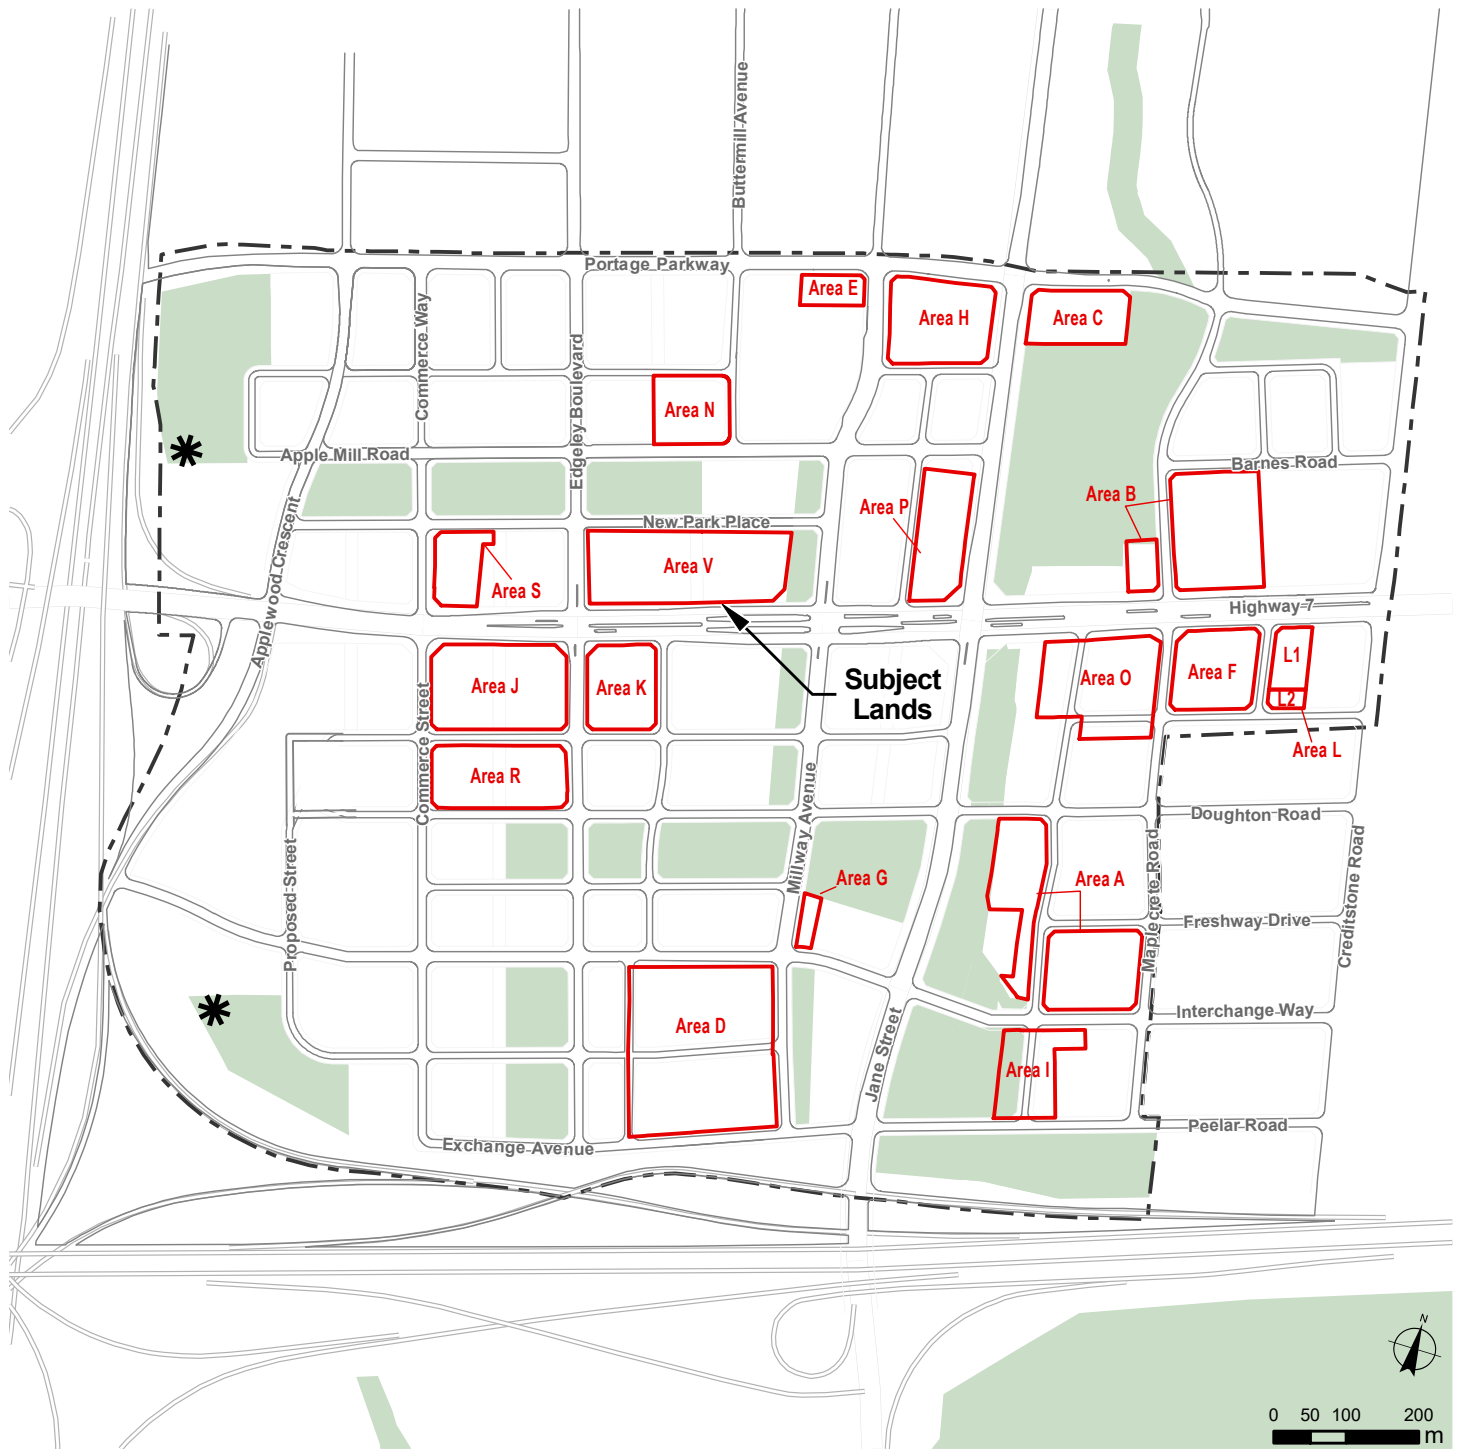 Buttermill Avenue
Portage Parkway
Area E
Area H
Area C
Commerce Way
Edgeley Boulevard
Area N
Apple Mill Road
Barnes Road
Area B
Area P
New Park Place
Applewood Crescent
Area S
Area V
Highway 7
Subject
Lands
Area J
Area K
Area O
Area F
L1
L2
Area L
Commerce Street
Area R
Millway Avenue
Doughton Road
Proposed Street
Area G
Area A
Maplecrete Road
Creditstone Road
Freshway Drive
Area D
Jane Street
Interchange Way
Area I
Peelar Road
Exchange Avenue
N
0 50 100 200
m